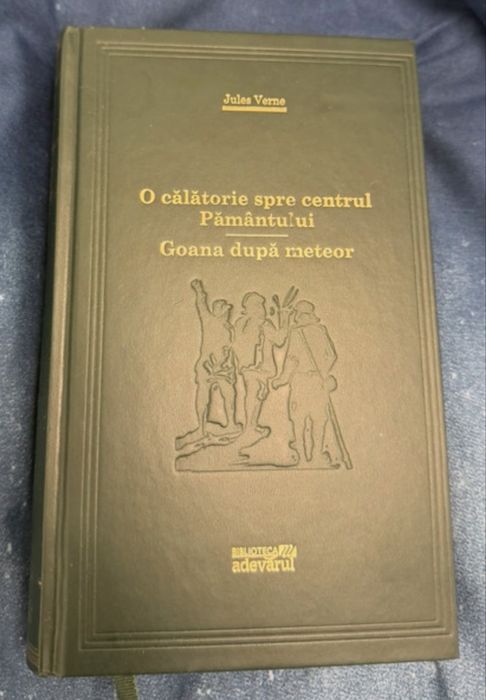 Jules Verne
O călătorie spre centrul
Pământului
Goana după meteor
BIBLIOTECA
adevărul